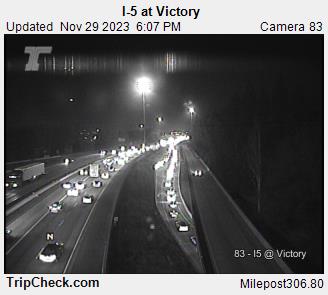 I-5 at Victory
Updated Nov 29 2023 6:07 PM Camera 83
T
N
83 - I5 @ Victory
TripCheck.com Milepost306.80